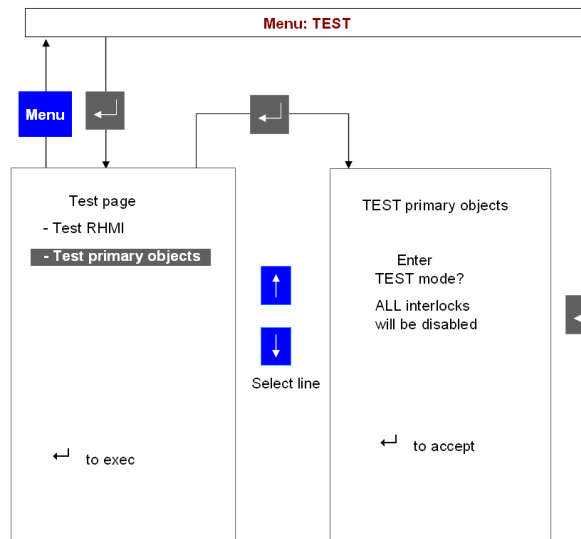 Menu: TEST
Menu
Test page
- Test RHMI
- Test primary objects
to exec
Select line
TEST primary objects
Enter
TEST mode?
ALL interlocks
will be disabled
to accept